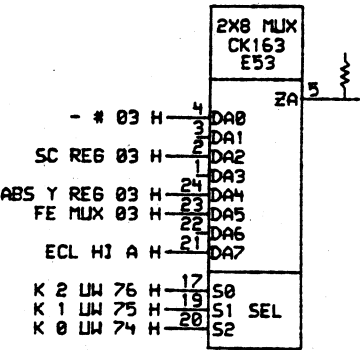 2X8 MUX
CK163
E53
ZA 5
- # 03 H 4 DA0
3 DA1
SC REG 03 H 2 DA2
1 DA3
ABS Y REG 03 H 24 DA4
FE MUX 03 H 23 DA5
22 DA6
ECL HI A H 21 DA7
K 2 UW 76 H 17 S0
K 1 UW 75 H 19 S1 SEL
K 0 UW 74 H 20 S2